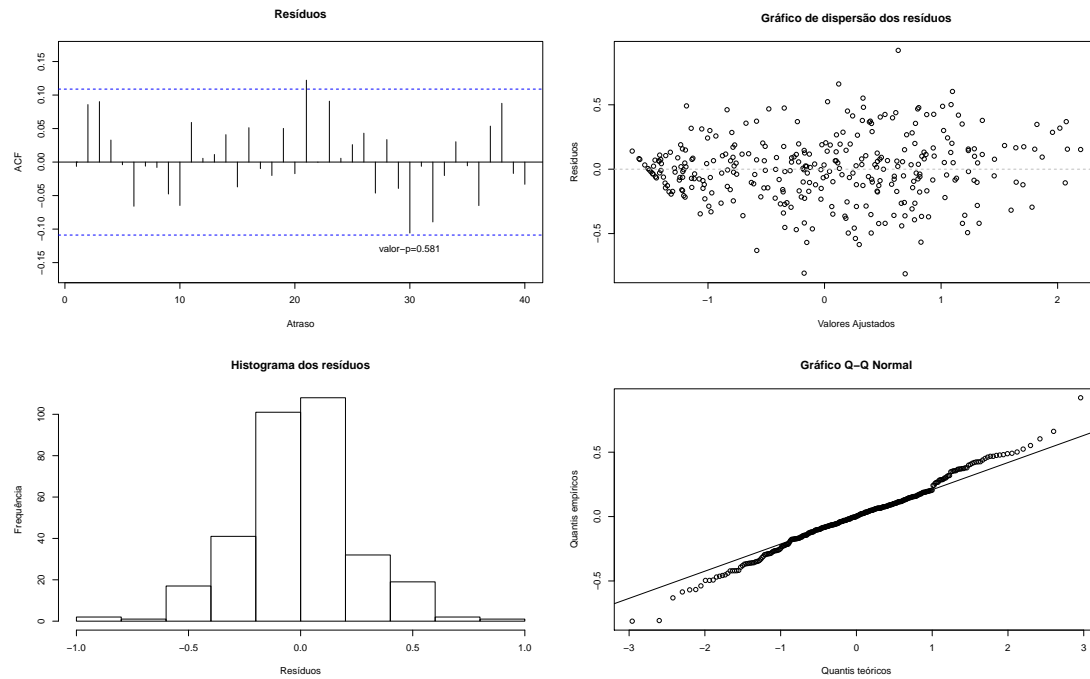 Resíduos
ACF
0.15
0.10
0.05
0.00
−0.05
−0.10
−0.15
valor−p=0.581
0 10 20 30 40
Atraso
Gráfico de dispersão dos resíduos
Resíduos
0.5
0.0
−0.5
−1 0 1 2
Valores Ajustados
Histograma dos resíduos
Frequência
100
80
60
40
20
0
−1.0 −0.5 0.0 0.5 1.0
Resíduos
Gráfico Q−Q Normal
Quantis empíricos
0.5
0.0
−0.5
−3 −2 −1 0 1 2 3
Quantis teóricos